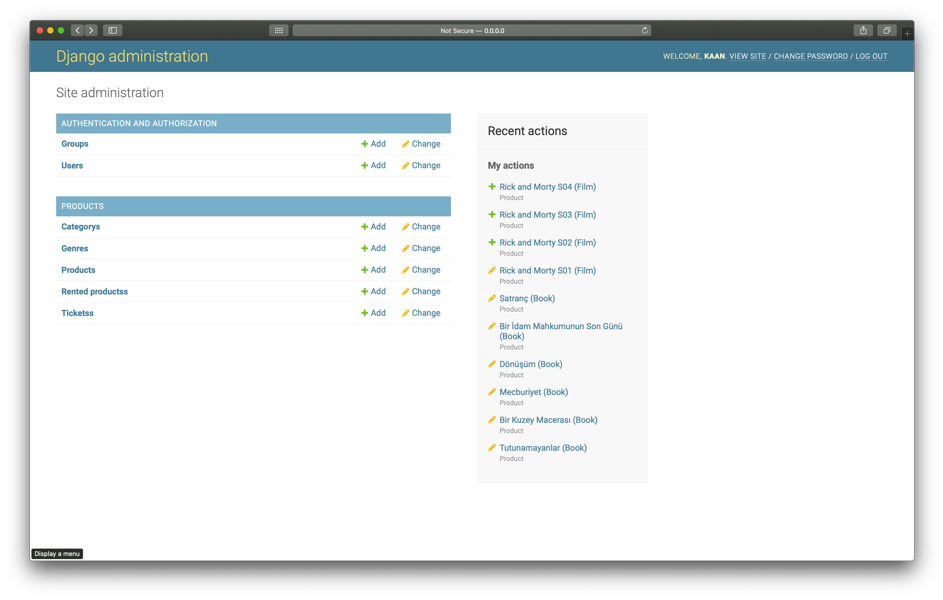 Not Secure — 0.0.0.0
Django administration
WELCOME, KAAN. VIEW SITE / CHANGE PASSWORD / LOG OUT
Site administration
AUTHENTICATION AND AUTHORIZATION
Groups Add Change
Users Add Change
PRODUCTS
Categorys Add Change
Genres Add Change
Products Add Change
Rented productss Add Change
Ticketss Add Change
Recent actions
My actions
Rick and Morty S04 (Film)
Product
Rick and Morty S03 (Film)
Product
Rick and Morty S02 (Film)
Product
Rick and Morty S01 (Film)
Product
Satranç (Book)
Product
Bir İdam Mahkumunun Son Günü
(Book)
Product
Dönüşüm (Book)
Product
Mecburiyet (Book)
Product
Bir Kuzey Macerası (Book)
Product
Tutunamayanlar (Book)
Product
Display a menu